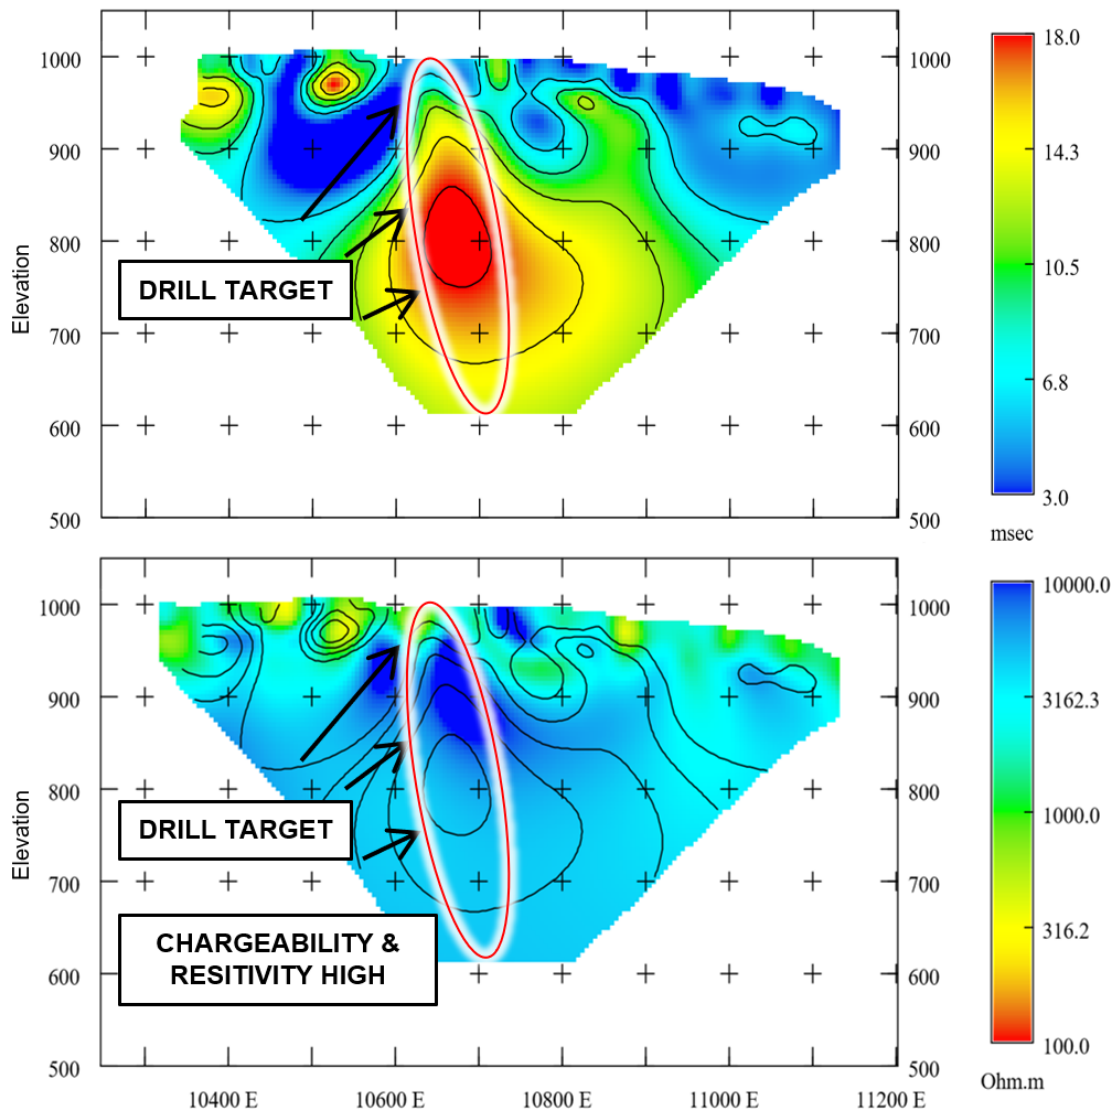 1000 1000 18.0
900 900 14.3
800 800
10.5
DRILL TARGET
Elevation
700 700
6.8
600 600
3.0
500 500
msec
1000 1000 10000.0
900 900 3162.3
800 800
1000.0
DRILL TARGET
Elevation
700 700
316.2
CHARGEABILITY &
RESITIVITY HIGH
600 600
100.0
500 500
Ohm.m
10400 E 10600 E 10800 E 11000 E 11200 E